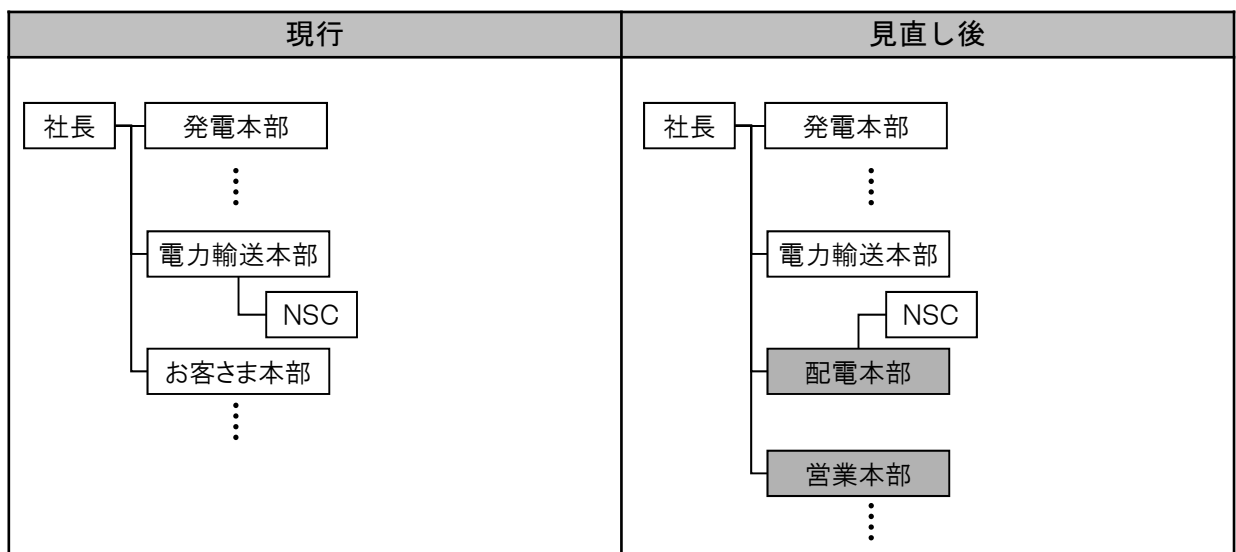 現行
社長
発電本部
電力輸送本部
NSC
お客さま本部
見直し後
社長
発電本部
電力輸送本部
NSC
配電本部
営業本部